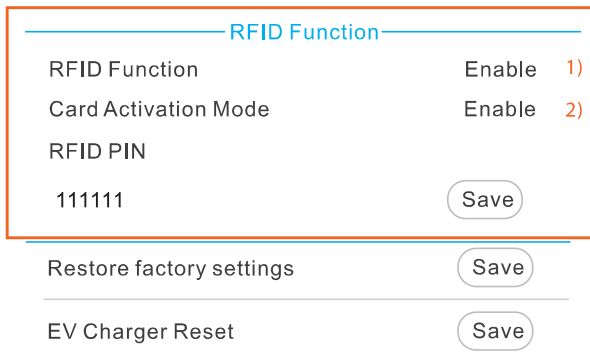 RFID Function
RFID Function Enable 1)
Card Activation Mode Enable 2)
RFID PIN
111111 Save
Restore factory settings Save
EV Charger Reset Save